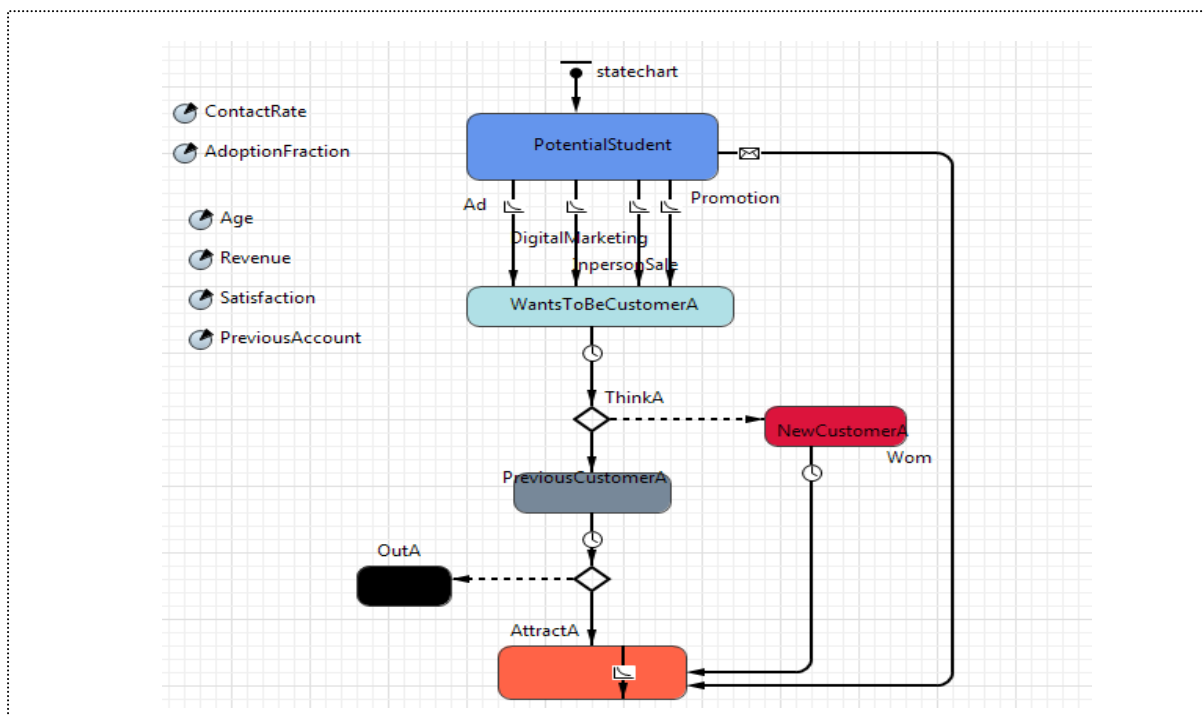 statechart
ContactRate
AdoptionFraction
PotentialStudent
Ad
Promotion
Age
DigitalMarketing
Revenue
InpersonSale
Satisfaction
WantsToBeCustomerA
PreviousAccount
ThinkA
NewCustomerA
Wom
PreviousCustomerA
OutA
AttractA